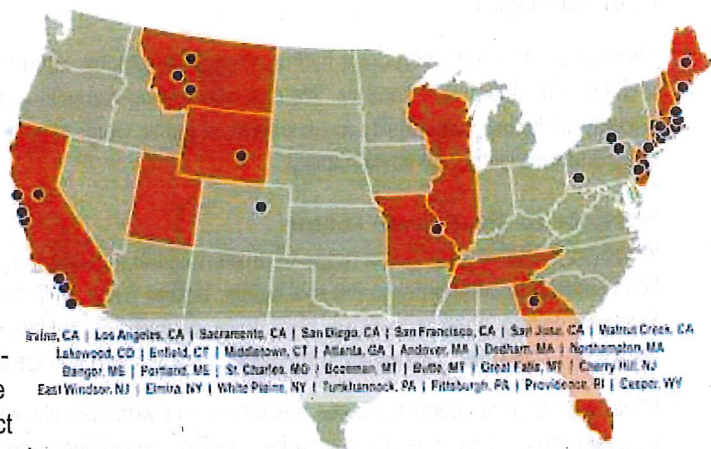 Irvine, CA | Los Angeles, CA | Sacramento, CA | San Diego, CA | San Francisco, CA | San Jose, CA | Walnut Creek, CA
Lakewood, CO | Enfield, CT | Middletown, CT | Atlanta, GA | Andover, MA | Dedham, MA | Northampton, MA
Bangor, ME | Portland, ME | St. Charles, MO | Bozeman, MT | Butte, MT | Great Falls, MT | Cherry Hill, NJ
East Windsor, NJ | Elmira, NY | White Plains, NY | Tunkhannock, PA | Pittsburgh, PA | Providence, RI | Casper, WY
-
e
ct